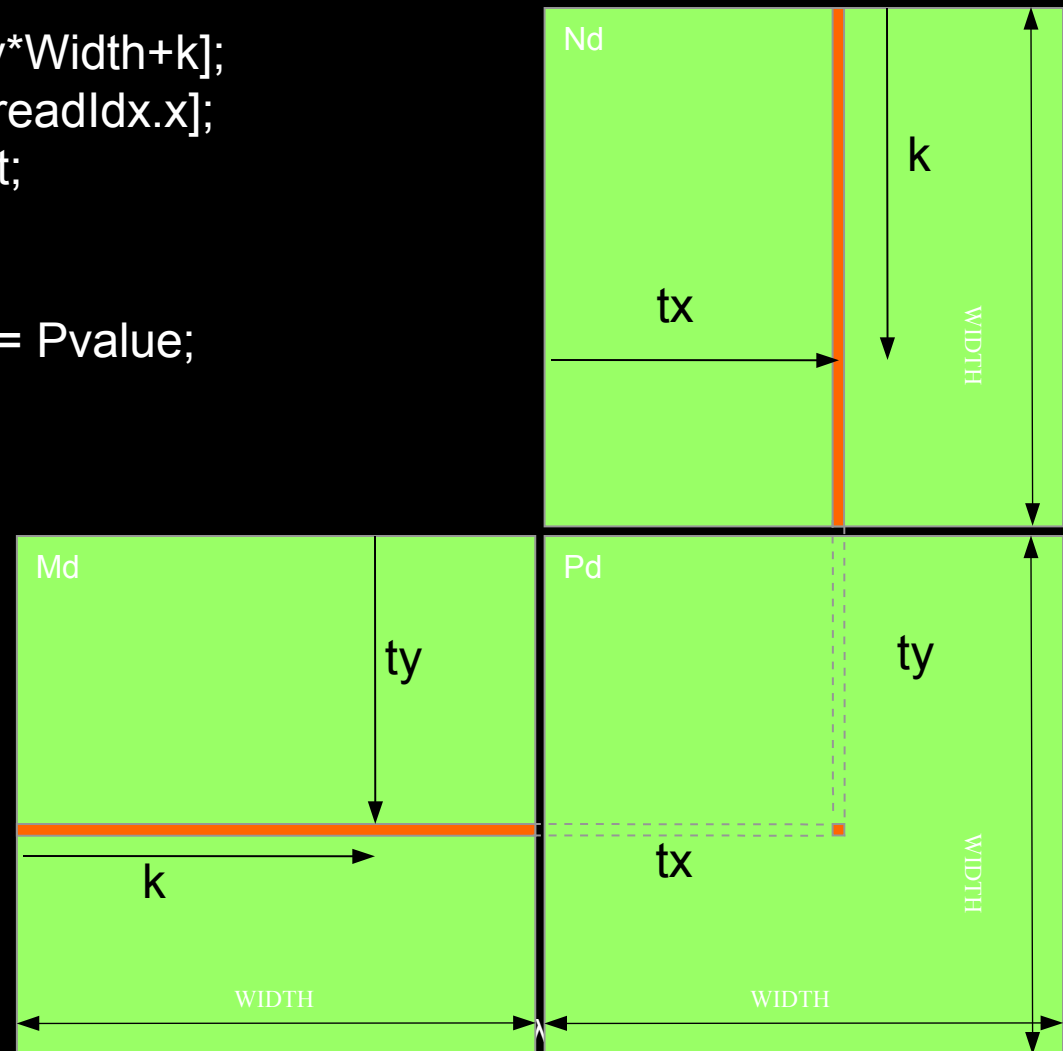 y*Width+k];
readIdx.x];
t;
= Pvalue;
Nd
k
tx
WIDTH
Md
Pd
ty
ty
tx
k
WIDTH
WIDTH
WIDTH